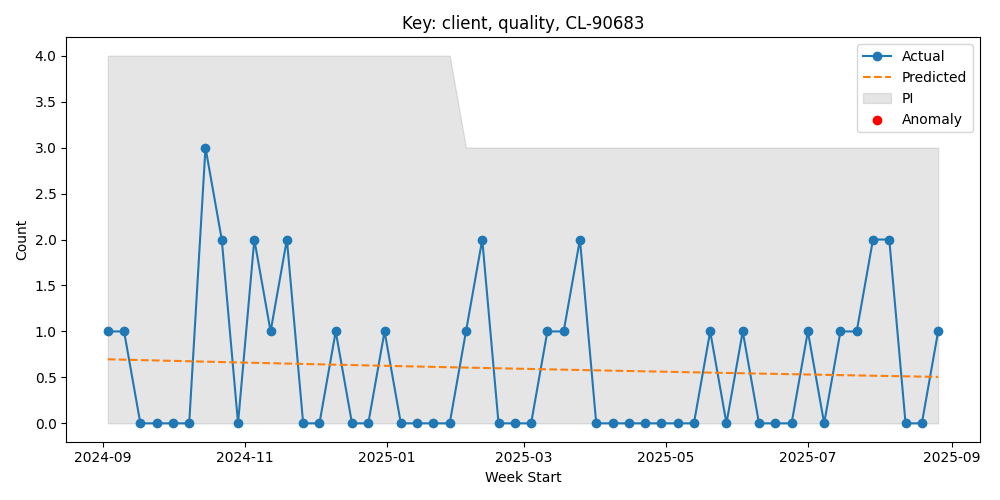 Key: client, quality, CL-90683
Actual
Predicted
PI
Anomaly
Count
4.0
3.5
3.0
2.5
2.0
1.5
1.0
0.5
0.0
2024-09
2024-11
2025-01
2025-03
2025-05
2025-07
2025-09
Week Start